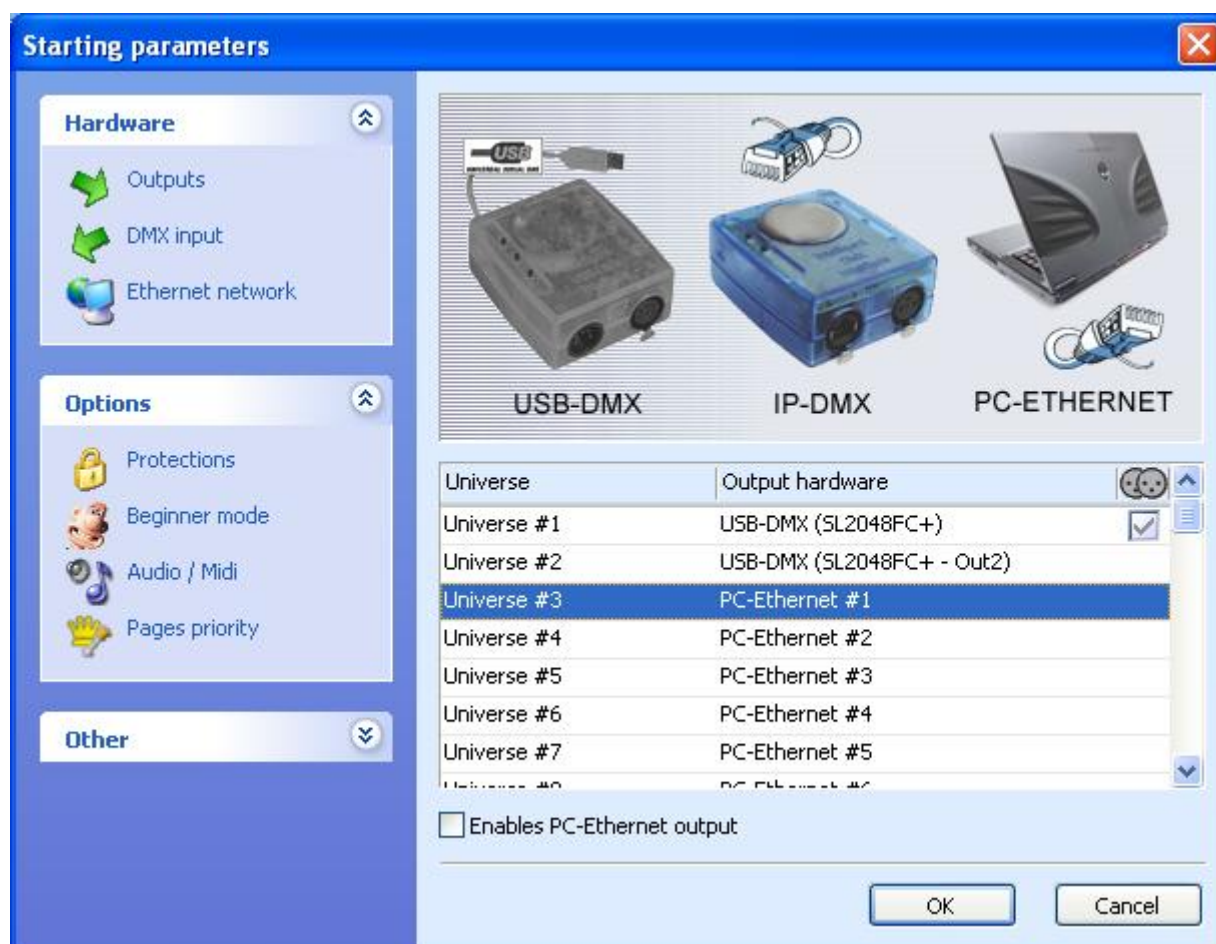 Starting parameters
Hardware
Outputs
DMX input
Ethernet network
Options
Protections
Beginner mode
Audio / Midi
Pages priority
Other
USB
USB-DMX
IP-DMX
PC-ETHERNET
Universe Output hardware
Universe #1 USB-DMX (SL2048FC+)
Universe #2 USB-DMX (SL2048FC+ - Out2)
Universe #3 PC-Ethernet #1
Universe #4 PC-Ethernet #2
Universe #5 PC-Ethernet #3
Universe #6 PC-Ethernet #4
Universe #7 PC-Ethernet #5
Enables PC-Ethernet output
OK
Cancel